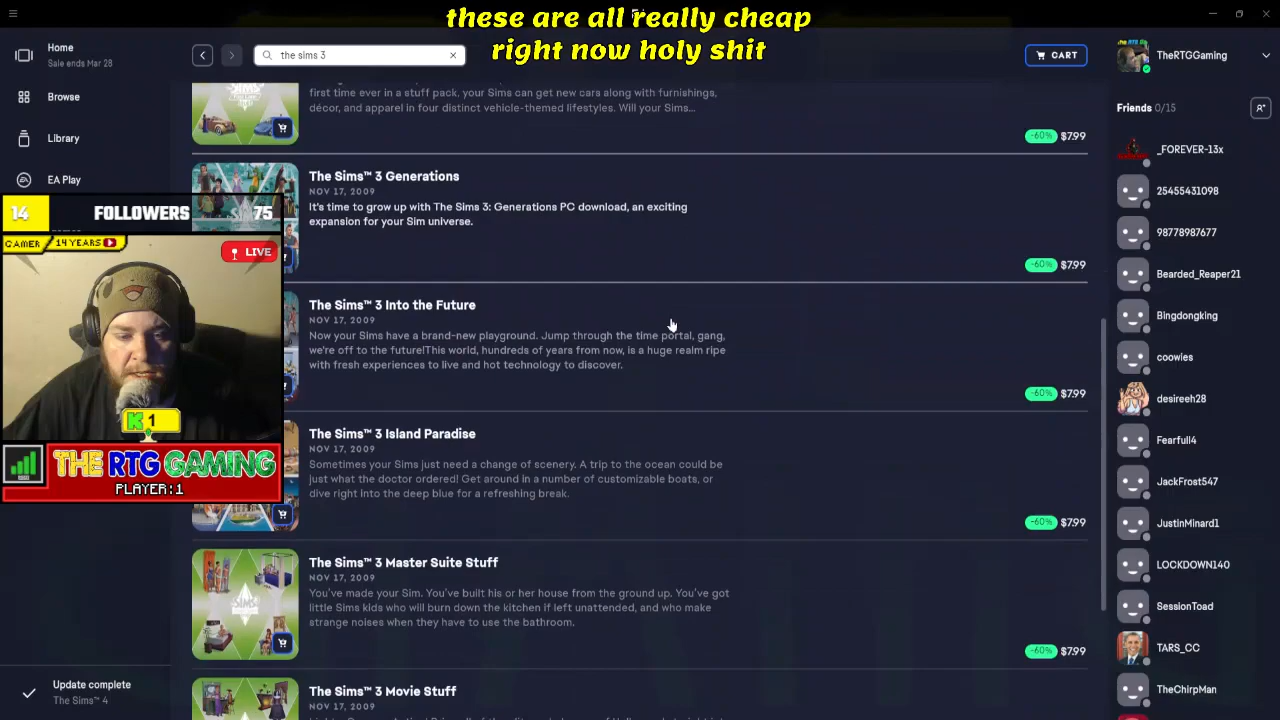 these are all really cheap
right now holy shit
Home
Sale ends Mar 28
Browse
Library
EA Play
the sims 3
CART
TheRTGGaming
Friends 0/15
first time ever in a stuff pack, your Sims can get new cars along with furnishings,
décor, and apparel in four distinct vehicle-themed lifestyles. Will your Sims...
-60% $7.99
The Sims™ 3 Generations
NOV 17, 2009
It's time to grow up with The Sims 3: Generations PC download, an exciting
expansion for your Sim universe.
-60% $7.99
The Sims™ 3 Into the Future
NOV 17, 2009
Now your Sims have a brand-new playground. Jump through the time portal, gang,
we're off to the future!This world, hundreds of years from now, is a huge realm ripe
with fresh experiences to live and hot technology to discover.
-60% $7.99
The Sims™ 3 Island Paradise
NOV 17, 2009
Sometimes your Sims just need a change of scenery. A trip to the ocean could be
just what the doctor ordered! Get around in a number of customizable boats, or
dive right into the deep blue for a refreshing break.
-60% $7.99
The Sims™ 3 Master Suite Stuff
NOV 17, 2009
You've made your Sim. You've built his or her house from the ground up. You've got
little Sims kids who will burn down the kitchen if left unattended, and who make
strange noises when they have to use the bathroom.
-60% $7.99
The Sims™ 3 Movie Stuff
NOV 17, 2009
14 FOLLOWERS 75
GAMER 14 YEARS
LIVE
K 1
THE RTG GAMING
PLAYER:1
Update complete
The Sims™ 4
_FOREVER-13x
25455431098
98778987677
Bearded_Reaper21
Bingdongking
coowies
desireeh28
Fearful4
JackFrost547
JustinMinard1
LOCKDOWN140
SessionToad
TARS_CC
TheChirpMan